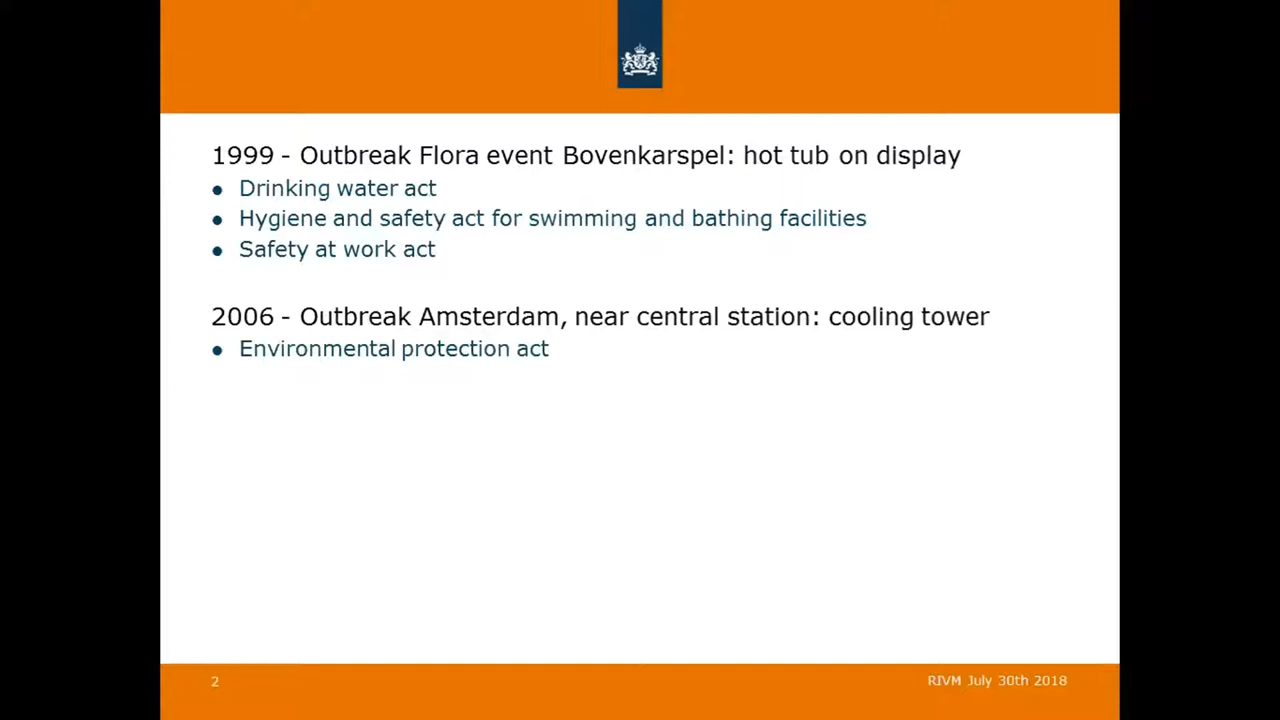 1999 - Outbreak Flora event Bovenkarspel: hot tub on display
• Drinking water act
• Hygiene and safety act for swimming and bathing facilities
• Safety at work act
2006 - Outbreak Amsterdam, near central station: cooling tower
• Environmental protection act
2
RIVM July 30th 2018